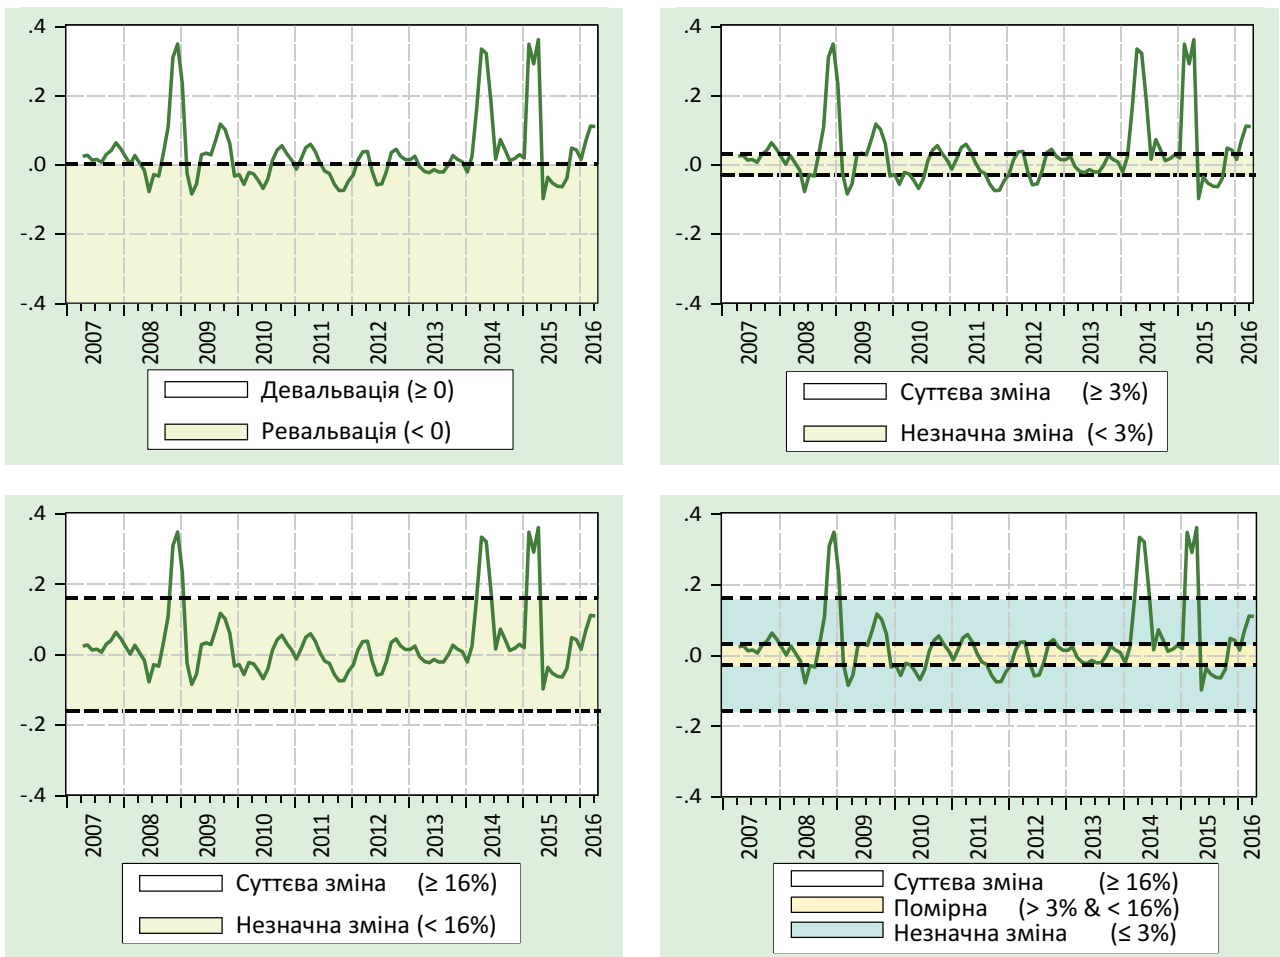 .4
.2
.0
-.2
-.4
2007 2008 2009 2010 2011 2012 2013 2014 2015 2016
Девальвація (≥ 0)
Ревальвація (< 0)
.4
.2
.0
-.2
-.4
2007 2008 2009 2010 2011 2012 2013 2014 2015 2016
Суттєва зміна (≥ 3%)
Незначна зміна (< 3%)
.4
.2
.0
-.2
-.4
2007 2008 2009 2010 2011 2012 2013 2014 2015 2016
Суттєва зміна (≥ 16%)
Незначна зміна (< 16%)
.4
.2
.0
-.2
-.4
2007 2008 2009 2010 2011 2012 2013 2014 2015 2016
Суттєва зміна (≥ 16%)
Помірна (> 3% & < 16%)
Незначна зміна (≤ 3%)